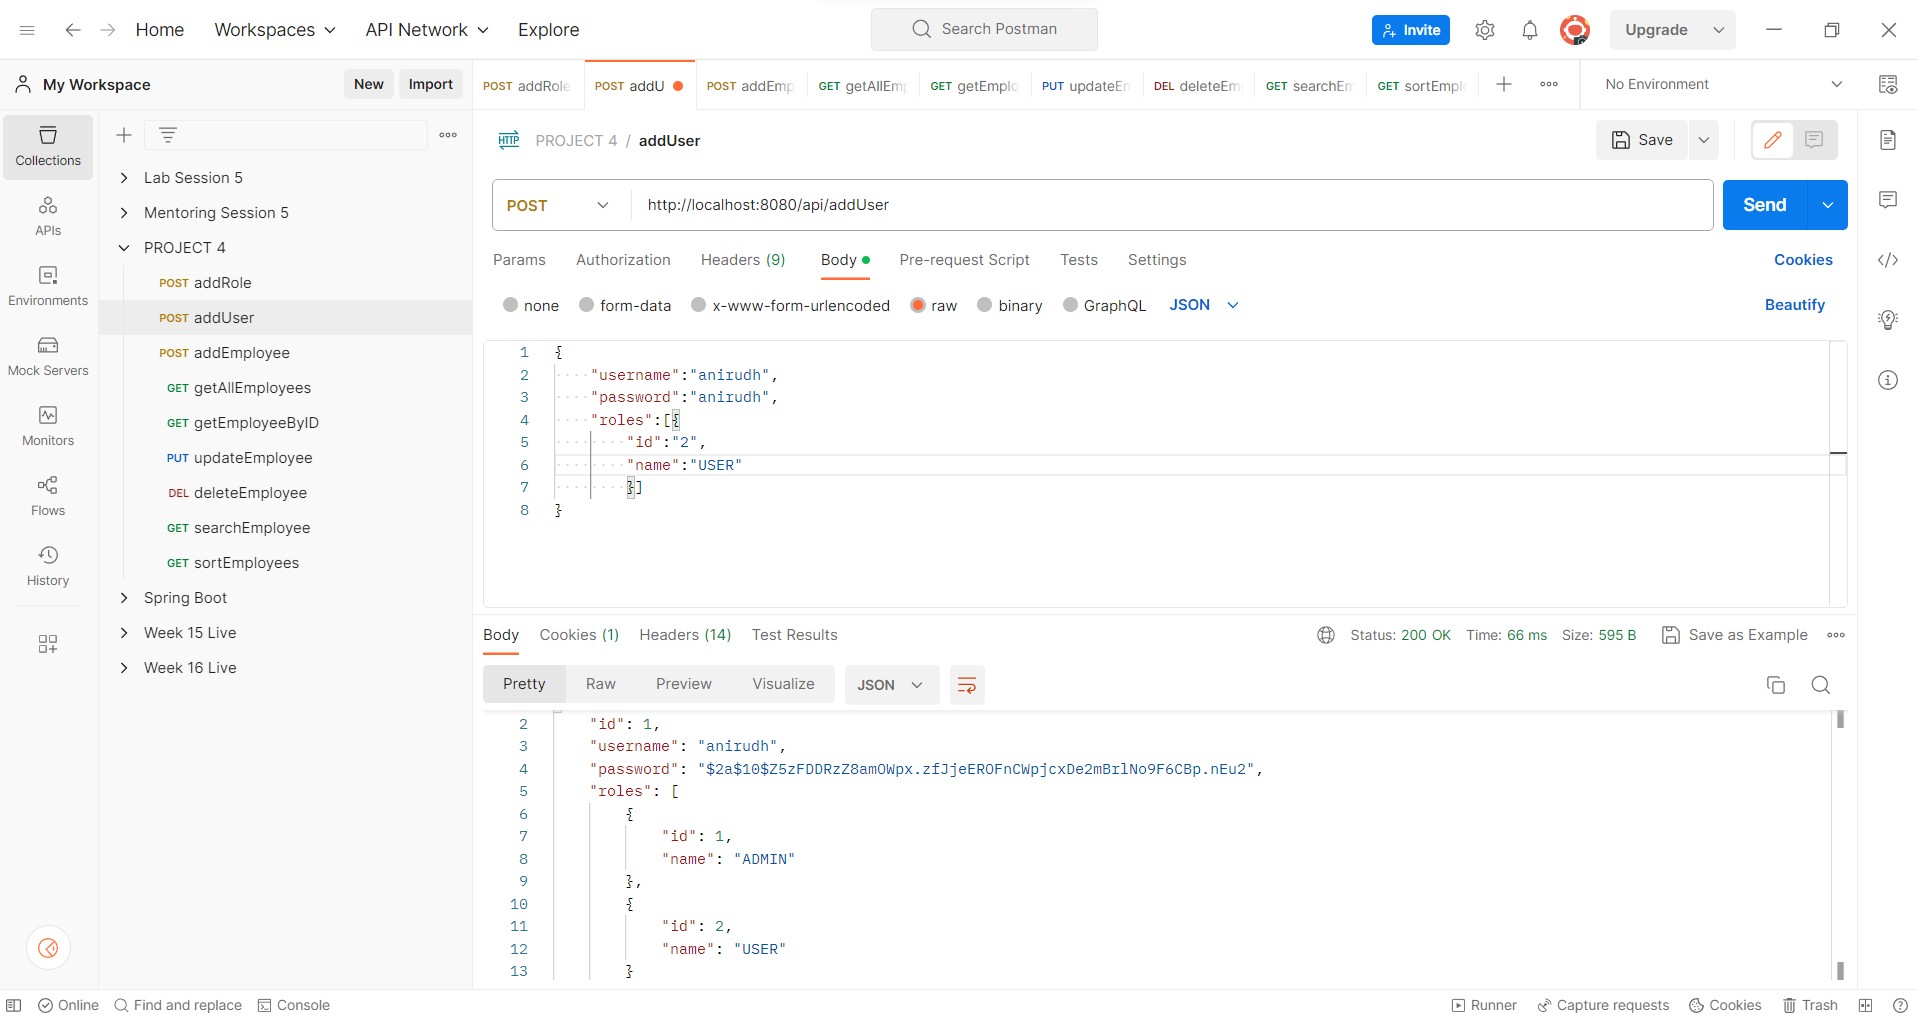 Home Workspaces API Network Explore Search Postman Invite Upgrade
My Workspace New Import POST addRole POST addU POST addEmp GET getAllEmp GET getEmplo PUT updateEn DEL deleteEm GET searchEm GET sortEmpl No Environment
Collections
APIs
Environments
Mock Servers
Monitors
Flows
History
Lab Session 5
Mentoring Session 5
PROJECT 4
POST addRole
POST addUser
POST addEmployee
GET getAllEmployees
GET getEmployeeByID
PUT updateEmployee
DEL deleteEmployee
GET searchEmployee
GET sortEmployees
Spring Boot
Week 15 Live
Week 16 Live
HTTP PROJECT 4 / addUser Save
POST http://localhost:8080/api/addUser Send
Params Authorization Headers (9) Body Pre-request Script Tests Settings Cookies
none form-data x-www-form-urlencoded raw binary GraphQL JSON Beautify
1 {
2 "username":"anirudh",
3 "password":"anirudh",
4 "roles":[{
5 "id":"2",
6 "name":"USER"
7 }]
8 }
Body Cookies (1) Headers (14) Test Results Status: 200 OK Time: 66 ms Size: 595 B Save as Example
Pretty Raw Preview Visualize JSON
2 "id": 1,
3 "username": "anirudh",
4 "password": "$2a$10$Z5zFDDRzZ8amOWpx.zfJjeEROFnCWpjcxDe2mBrlNo9F6CBp.nEu2",
5 "roles": [
6 {
7 "id": 1,
8 "name": "ADMIN"
9 },
10 {
11 "id": 2,
12 "name": "USER"
13 }
Online Find and replace Console Runner Capture requests Cookies Trash